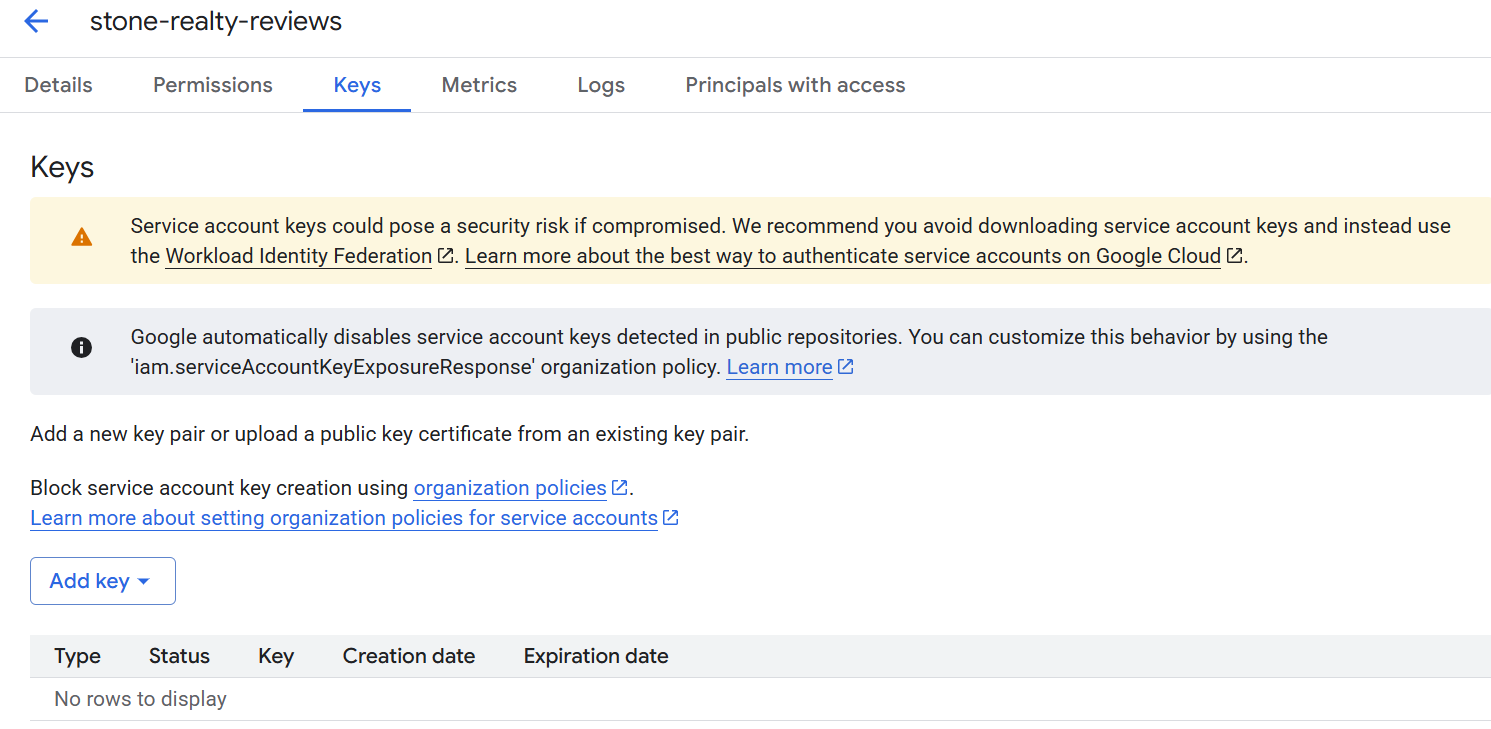 stone-realty-reviews
Details Permissions Keys Metrics Logs Principals with access
Keys
Service account keys could pose a security risk if compromised. We recommend you avoid downloading service account keys and instead use
the Workload Identity Federation. Learn more about the best way to authenticate service accounts on Google Cloud.
Google automatically disables service account keys detected in public repositories. You can customize this behavior by using the
'iam.serviceAccountKeyExposureResponse' organization policy. Learn more
Add a new key pair or upload a public key certificate from an existing key pair.
Block service account key creation using organization policies.
Learn more about setting organization policies for service accounts
Add key
Type Status Key Creation date Expiration date
No rows to display